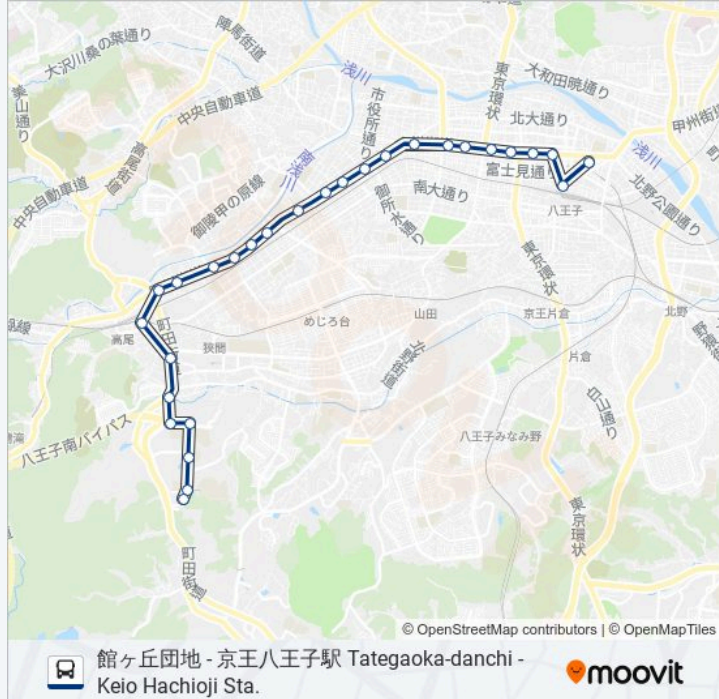 陣馬街道
大沢川桑の葉通り
浅川
東京環状
大和田暁通り
中央自動車道
市役所通り
北大通り
美山通り
甲州街
高尾街道
南浅川
富士見通り
浅川
御陵甲の原線
南大通り
北野公園通り
中央自動車道
御所水通り
八王子
東京環状
町田
めじろ台
山田
京王片倉
北野
高尾
狭間
北野街道
片倉
八王子南バイパス
白山通り
八王子みなみ野
東京環状
町田街道
© OpenStreetMap contributors | © OpenMapTiles
館ヶ丘団地 - 京王八王子駅 Tategaoka-danchi -
Keio Hachioji Sta.
moovit